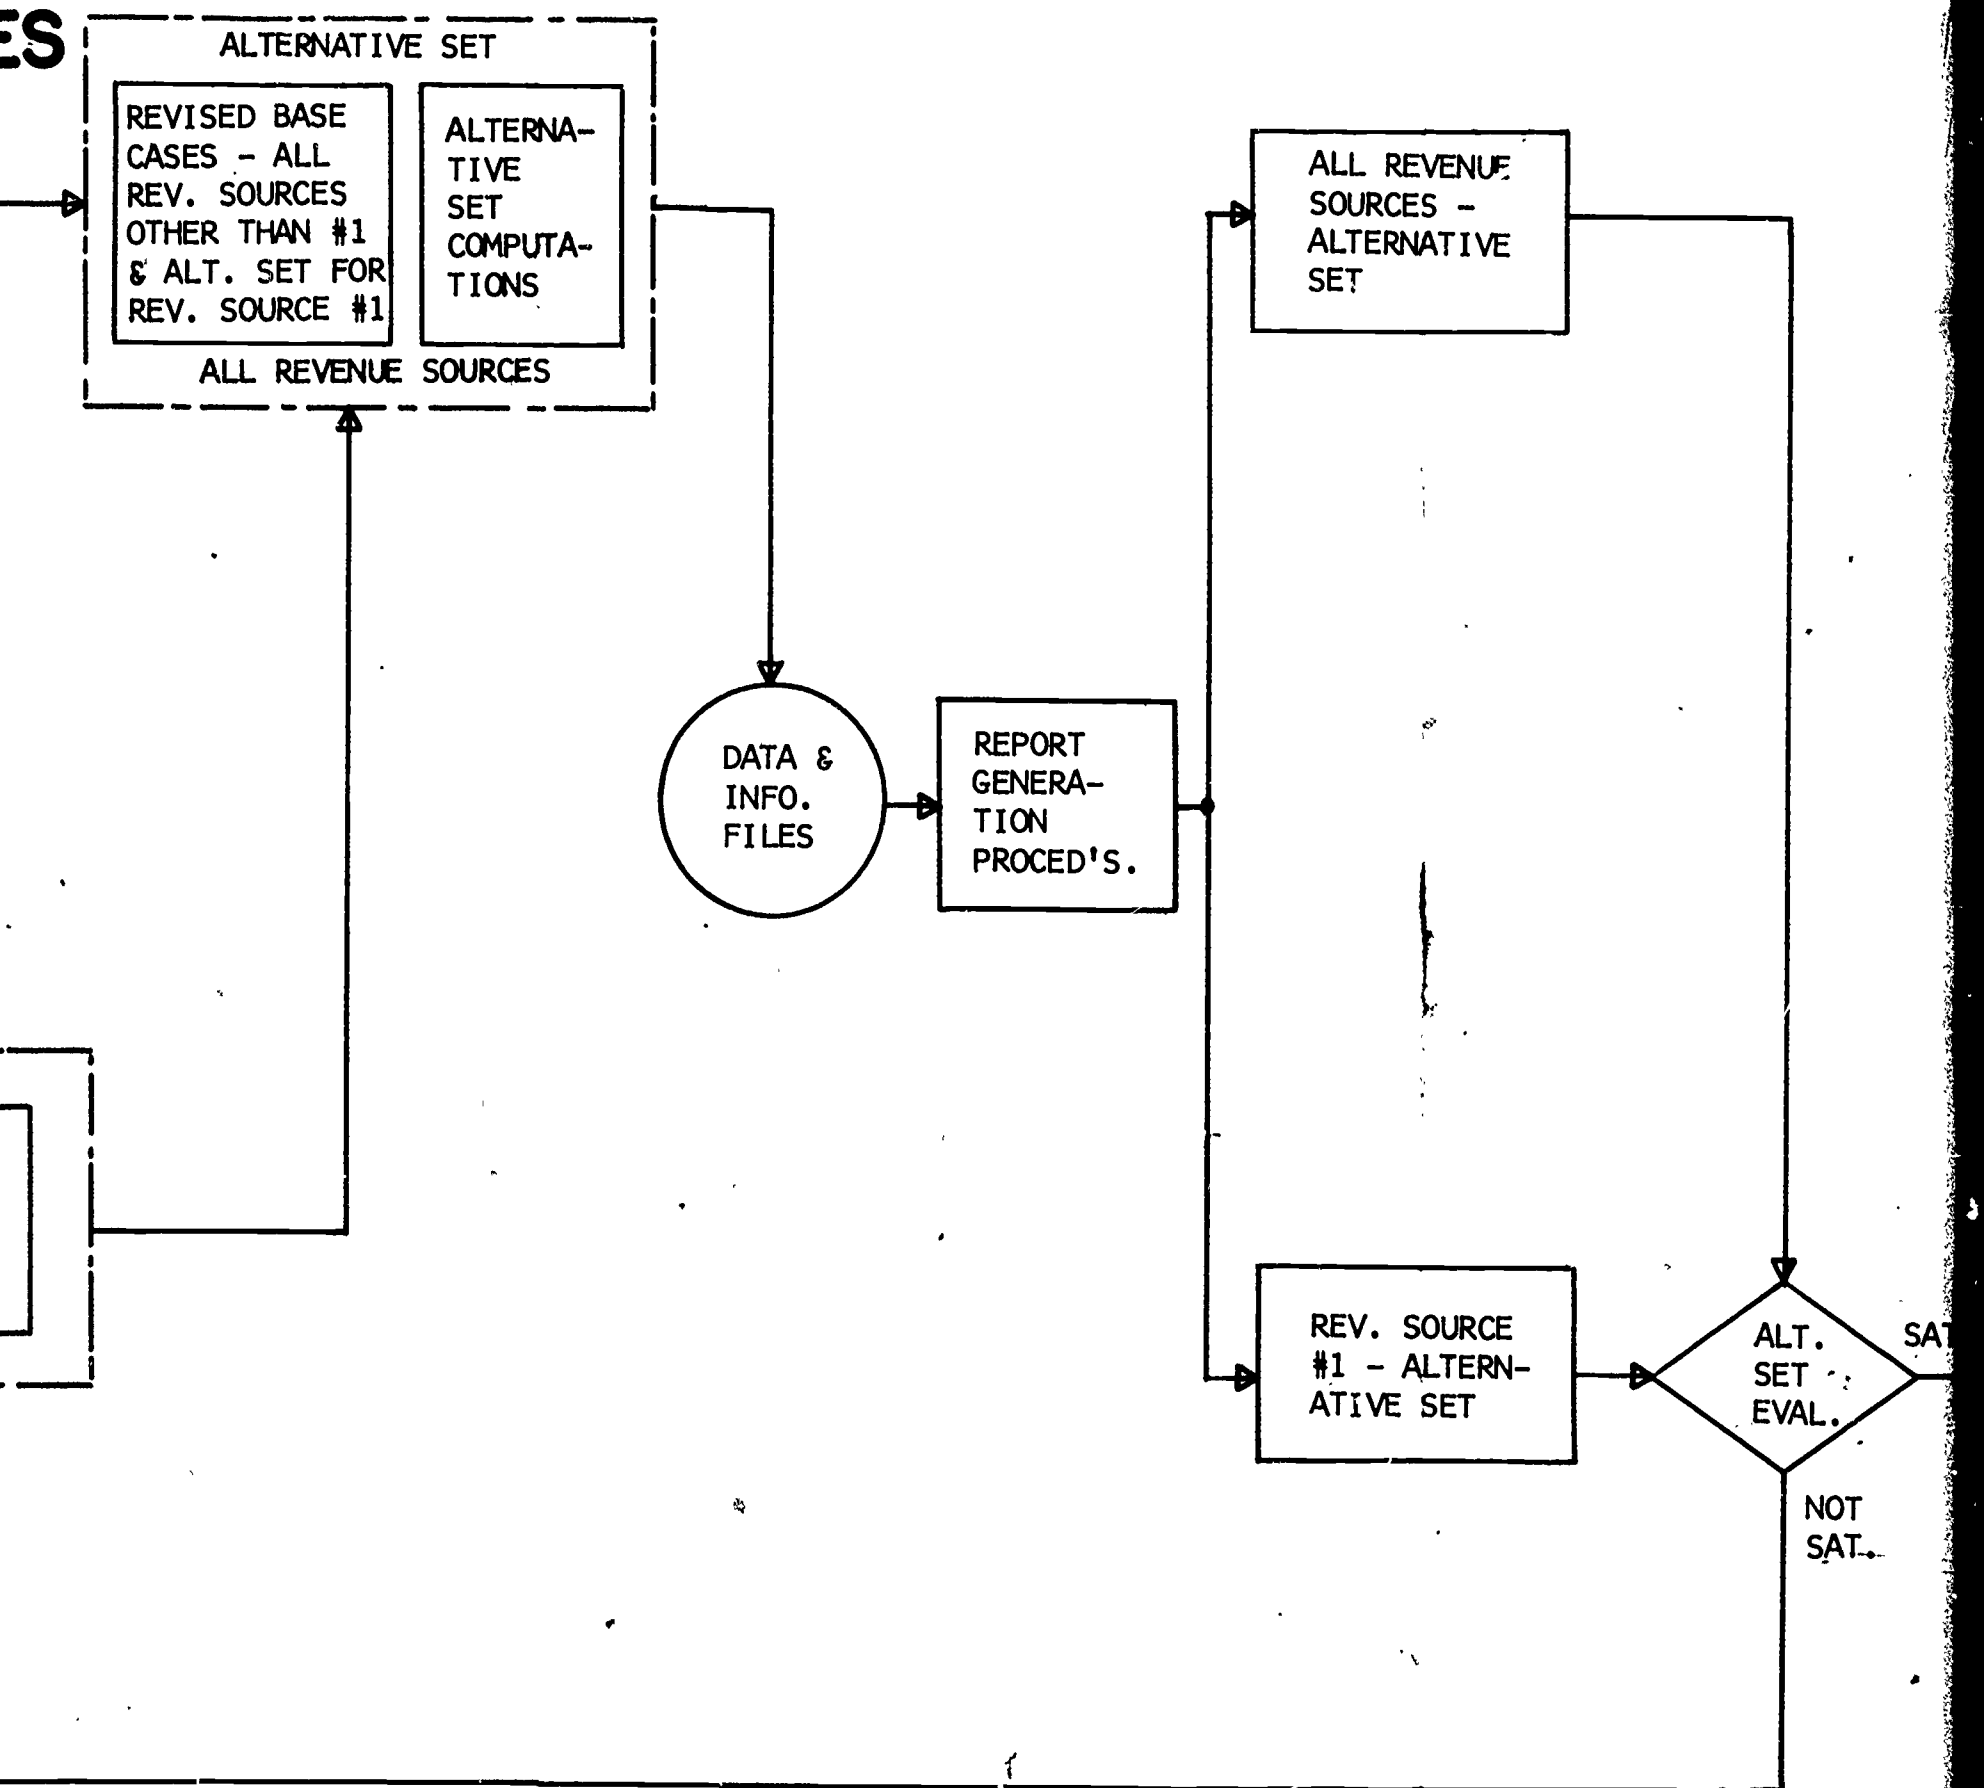 ES
ALTERNATIVE SET
REVISED BASE
CASES - ALL
REV. SOURCES
OTHER THAN #1
& ALT. SET FOR
REV. SOURCE #1
ALTERNA-
TIVE
SET
COMPUTA-
TIONS
ALL REVENUE SOURCES
ALL REVENUE
SOURCES -
ALTERNATIVE
SET
DATA &
INFO.
FILES
REPORT
GENERA-
TION
PROCED'S.
REV. SOURCE
#1 - ALTERN-
ATIVE SET
ALT.
SET
EVAL.
SAT
NOT
SAT.